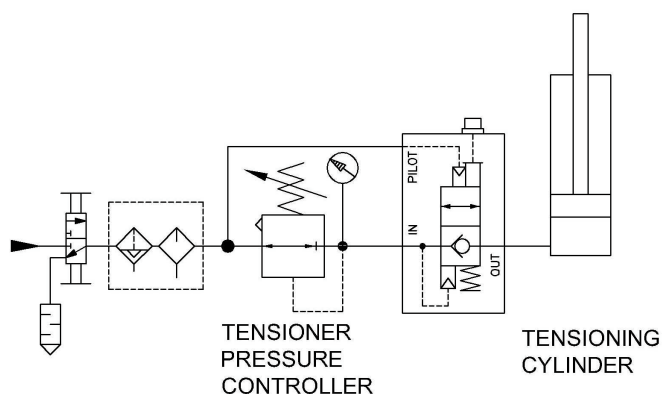 PILOT
IN
OUT
TENSIONER
PRESSURE
CONTROLLER
TENSIONING
CYLINDER